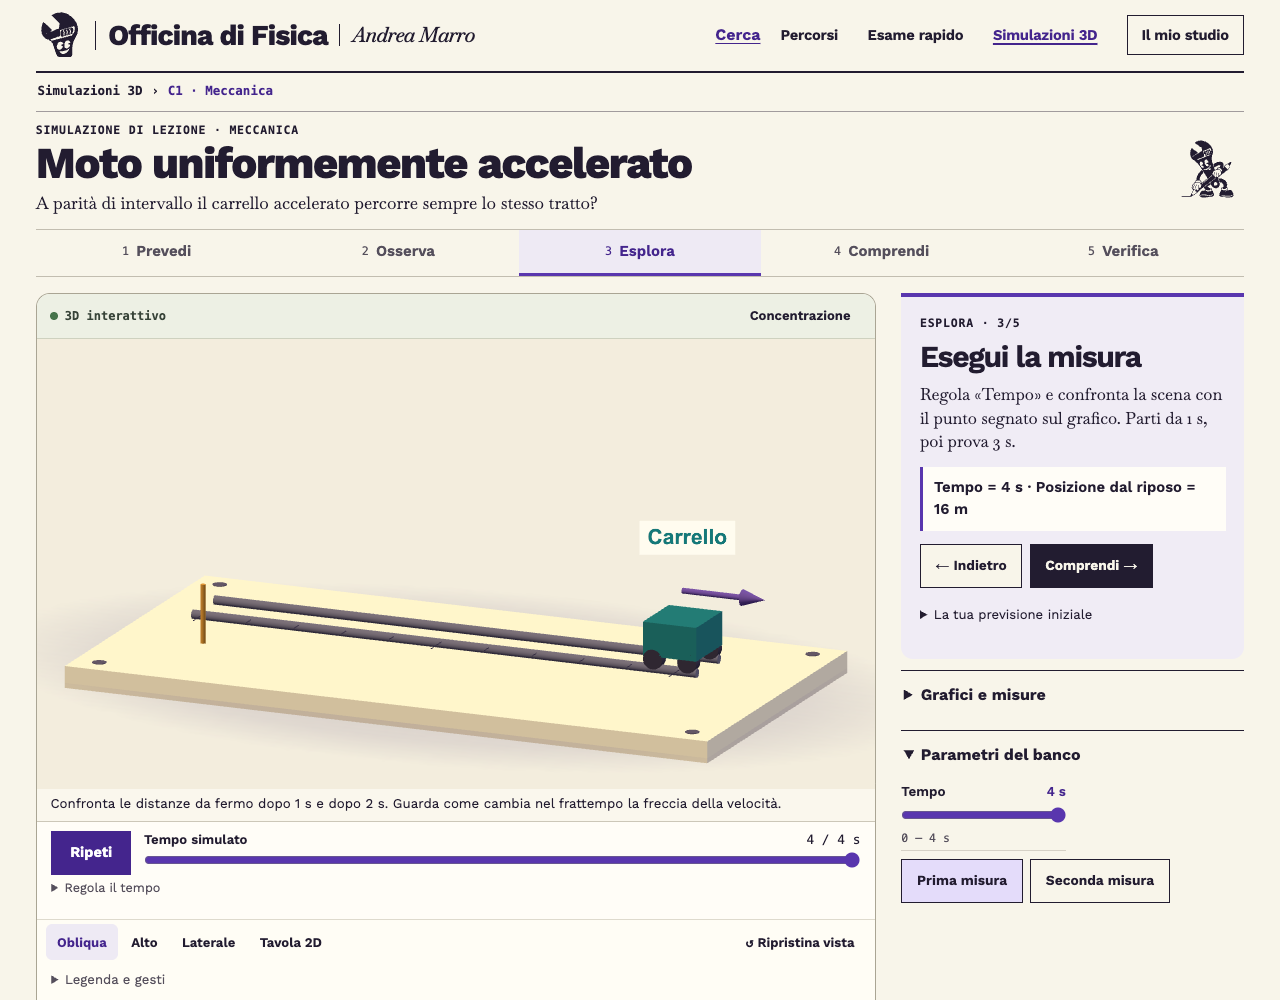 Officina di Fisica
Andrea Marro
Cerca
Percorsi
Esame rapido
Simulazioni 3D
Il mio studio
Simulazioni 3D › C1 · Meccanica
SIMULAZIONE DI LEZIONE · MECCANICA
Moto uniformemente accelerato
A parità di intervallo il carrello accelerato percorre sempre lo stesso tratto?
1 Prevedi
2 Osserva
3 Esplora
4 Comprendi
5 Verifica
3D interattivo
Concentrazione
Carrello
Confronta le distanze da fermo dopo 1 s e dopo 2 s. Guarda come cambia nel frattempo la freccia della velocità.
Ripeti
Tempo simulato
4 / 4 s
▶ Regola il tempo
Obliqua
Alto
Laterale
Tavola 2D
↺ Ripristina vista
▶ Legenda e gesti
ESPLORA · 3/5
Esegui la misura
Regola «Tempo» e confronta la scena con
il punto segnato sul grafico. Parti da 1 s,
poi prova 3 s.
Tempo = 4 s · Posizione dal riposo =
16 m
← Indietro
Comprendi →
▶ La tua previsione iniziale
▶ Grafici e misure
▼ Parametri del banco
Tempo
4 s
0 — 4 s
Prima misura
Seconda misura